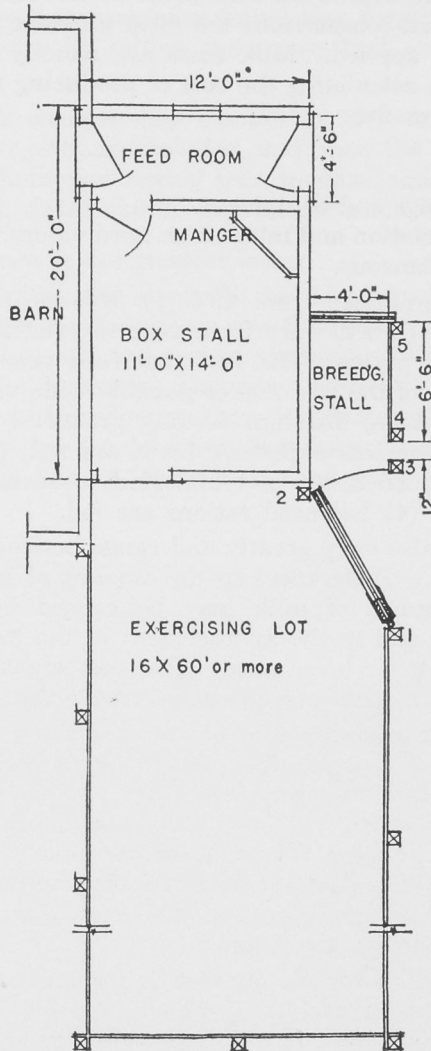 12'-0"
FEED ROOM
4'-6"
MANGER
20'-0"
BARN
4'-0"
BOX STALL
11'-0"X14'-0"
5
BREED'G.
STALL
6'-6"
4
3
2
12"
EXERCISING LOT
16'X 60' or more
1